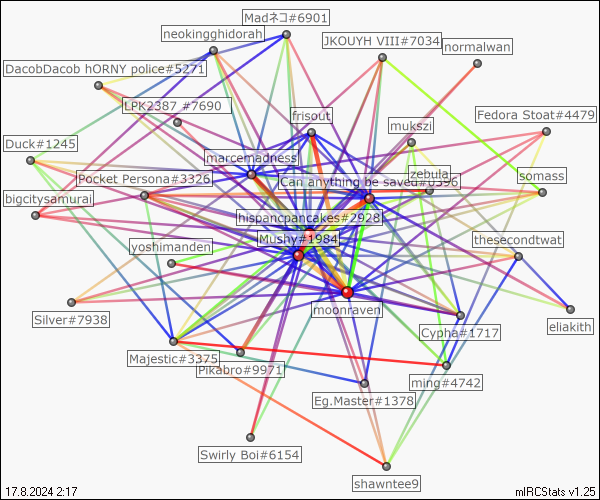 Madネコ#6901
neokingghidorah
JKOUYH VIII#7034
normalwan
DacobDacob hORNY police#5271
LPK2387_#7690
frisout
Fedora Stoat#4479
mukszi
Duck#1245
marcemadness
zebula
Pocket Persona#3326
Can anything be saved#0396
somass
bigcitysamurai
hispancpancakes#2928
Mushy#1984
thesecondtwat
yoshimanden
moonraven
Silver#7938
eliakith
Cypha#1717
Majestic#3375
Pikabro#9971
ming#4742
Eg.Master#1378
Swirly Boi#6154
shawntee9
17.8.2024 2:17
mIRCStats v1.25